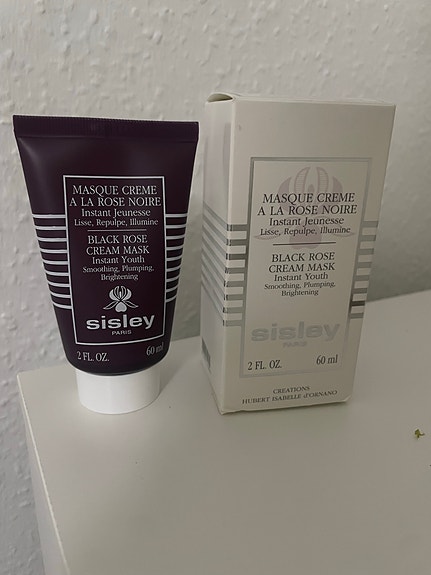 MASQUE CREME
A LA ROSE NOIRE
Instant Jeunesse
Lisse, Repulpe, Illumine
BLACK ROSE
CREAM MASK
Instant Youth
Smoothing, Plumping,
Brightening
sisley
PARIS
2 FL. OZ. 60 ml
MASQUE CREME
A LA ROSE NOIRE
Instant Jeunesse
Lisse, Repulpe, Illumine
BLACK ROSE
CREAM MASK
Instant Youth
Smoothing, Plumping,
Brightening
sisley
PARIS
2 FL. OZ. 60 ml
CREATIONS
HUBERT ISABELLE d'ORNANO